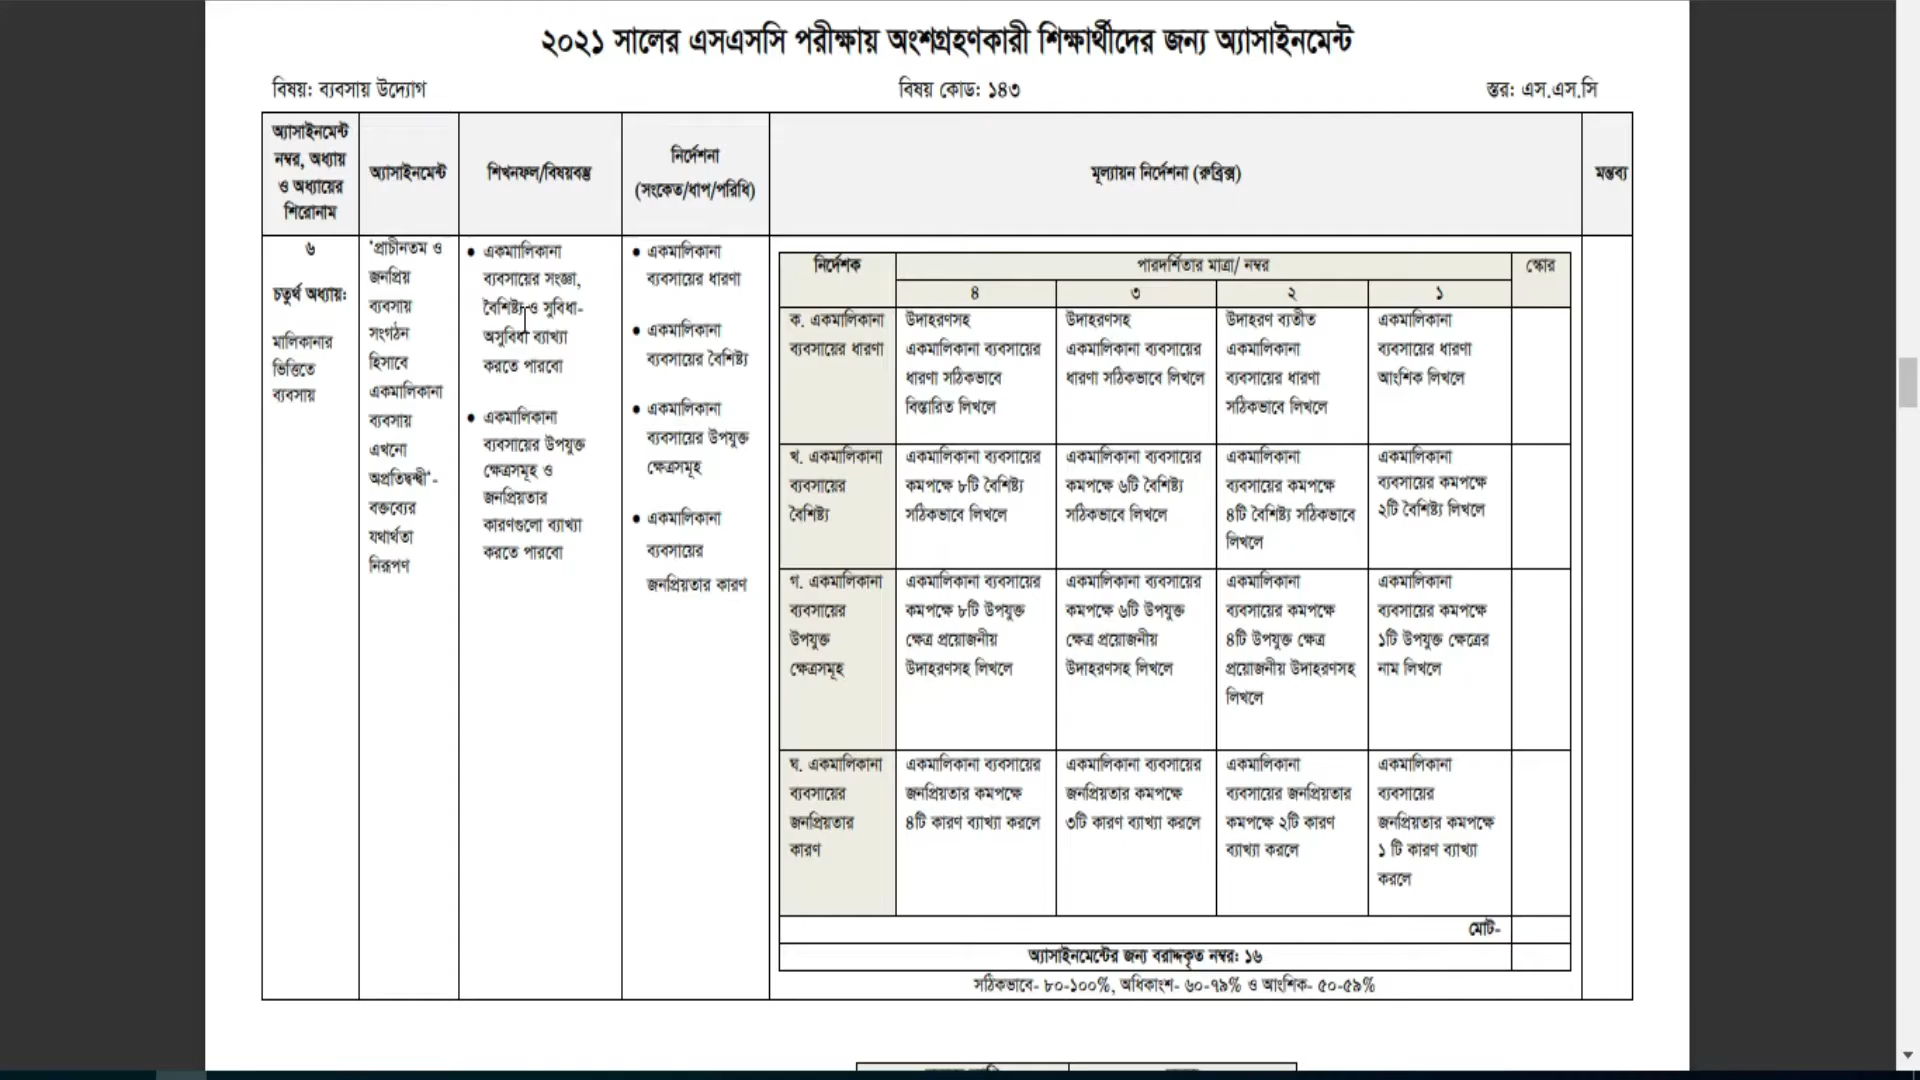 ২০২১ সালের এসএসসি পরীক্ষায় অংশগ্রহণকারী শিক্ষার্থীদের জন্য অ্যাসাইনমেন্ট
বিষয়: ব্যবসায় উদ্যোগ
বিষয় কোড: ১৪৩
স্তর: এস.এস.সি
অ্যাসাইনমেন্ট
নম্বর, অধ্যায়
ও অধ্যায়ের
শিরোনাম
অ্যাসাইনমেন্ট
শিখনফল/বিষয়বস্তু
নির্দেশনা
(সংকেত/ধাপ/পরিধি)
মূল্যায়ন নির্দেশনা (রুব্রিক্স)
মন্তব্য
৬
চতুর্থ অধ্যায়:
মালিকানার
ভিত্তিতে
ব্যবসায়
'প্রাচীনতম ও
জনপ্রিয়
ব্যবসায়
সংগঠন
হিসাবে
একমালিকানা
ব্যবসায়
এখনো
অপ্রতিদ্বন্দ্বী'-
বক্তব্যের
যথার্থতা
নিরূপণ
• একমাালিকানা
ব্যবসায়ের সংজ্ঞা,
বৈশিষ্ট্য ও সুবিধা-
অসুবিধা ব্যাখ্যা
করতে পারবো
• একমালিকানা
ব্যবসায়ের উপযুক্ত
ক্ষেত্রসমূহ ও
জনপ্রিয়তার
কারণগুলো ব্যাখ্যা
করতে পারবো
• একমালিকানা
ব্যবসায়ের ধারণা
• একমালিকানা
ব্যবসায়ের বৈশিষ্ট্য
• একমালিকানা
ব্যবসায়ের উপযুক্ত
ক্ষেত্রসমূহ
• একমালিকানা
ব্যবসায়ের
জনপ্রিয়তার কারণ
নির্দেশক
পারদর্শিতার মাত্রা/ নম্বর
স্কোর
৪
৩
২
১
ক. একমালিকানা
ব্যবসায়ের ধারণা
উদাহরণসহ
একমালিকানা ব্যবসায়ের
ধারণা সঠিকভাবে
বিস্তারিত লিখলে
উদাহরণসহ
একমালিকানা ব্যবসায়ের
ধারণা সঠিকভাবে লিখলে
উদাহরণ ব্যতীত
একমালিকানা
ব্যবসায়ের ধারণা
সঠিকভাবে লিখলে
একমালিকানা
ব্যবসায়ের ধারণা
আংশিক লিখলে
খ. একমালিকানা
ব্যবসায়ের
বৈশিষ্ট্য
একমালিকানা ব্যবসায়ের
কমপক্ষে ৮টি বৈশিষ্ট্য
সঠিকভাবে লিখলে
একমালিকানা ব্যবসায়ের
কমপক্ষে ৬টি বৈশিষ্ট্য
সঠিকভাবে লিখলে
একমালিকানা
ব্যবসায়ের কমপক্ষে
৪টি বৈশিষ্ট্য সঠিকভাবে
লিখলে
একমালিকানা
ব্যবসায়ের কমপক্ষে
২টি বৈশিষ্ট্য লিখলে
গ. একমালিকানা
ব্যবসায়ের
উপযুক্ত
ক্ষেত্রসমূহ
একমালিকানা ব্যবসায়ের
কমপক্ষে ৮টি উপযুক্ত
ক্ষেত্র প্রয়োজনীয়
উদাহরণসহ লিখলে
একমালিকানা ব্যবসায়ের
কমপক্ষে ৬টি উপযুক্ত
ক্ষেত্র প্রয়োজনীয়
উদাহরণসহ লিখলে
একমালিকানা
ব্যবসায়ের কমপক্ষে
৪টি উপযুক্ত ক্ষেত্র
প্রয়োজনীয় উদাহরণসহ
লিখলে
একমালিকানা
ব্যবসায়ের কমপক্ষে
১টি উপযুক্ত ক্ষেত্রের
নাম লিখলে
ঘ. একমালিকানা
ব্যবসায়ের
জনপ্রিয়তার
কারণ
একমালিকানা ব্যবসায়ের
জনপ্রিয়তার কমপক্ষে
৪টি কারণ ব্যাখ্যা করলে
একমালিকানা ব্যবসায়ের
জনপ্রিয়তার কমপক্ষে
৩টি কারণ ব্যাখ্যা করলে
একমালিকানা
ব্যবসায়ের জনপ্রিয়তার
কমপক্ষে ২টি কারণ
ব্যাখ্যা করলে
একমালিকানা
ব্যবসায়ের
জনপ্রিয়তার কমপক্ষে
১ টি কারণ ব্যাখ্যা
করলে
মোট-
অ্যাসাইনমেন্টের জন্য বরাদ্দকৃত নম্বর: ১৬
সঠিকভাবে- ৮০-১০০%, অধিকাংশ- ৬০-৭৯% ও আংশিক- ৫০-৫৯%